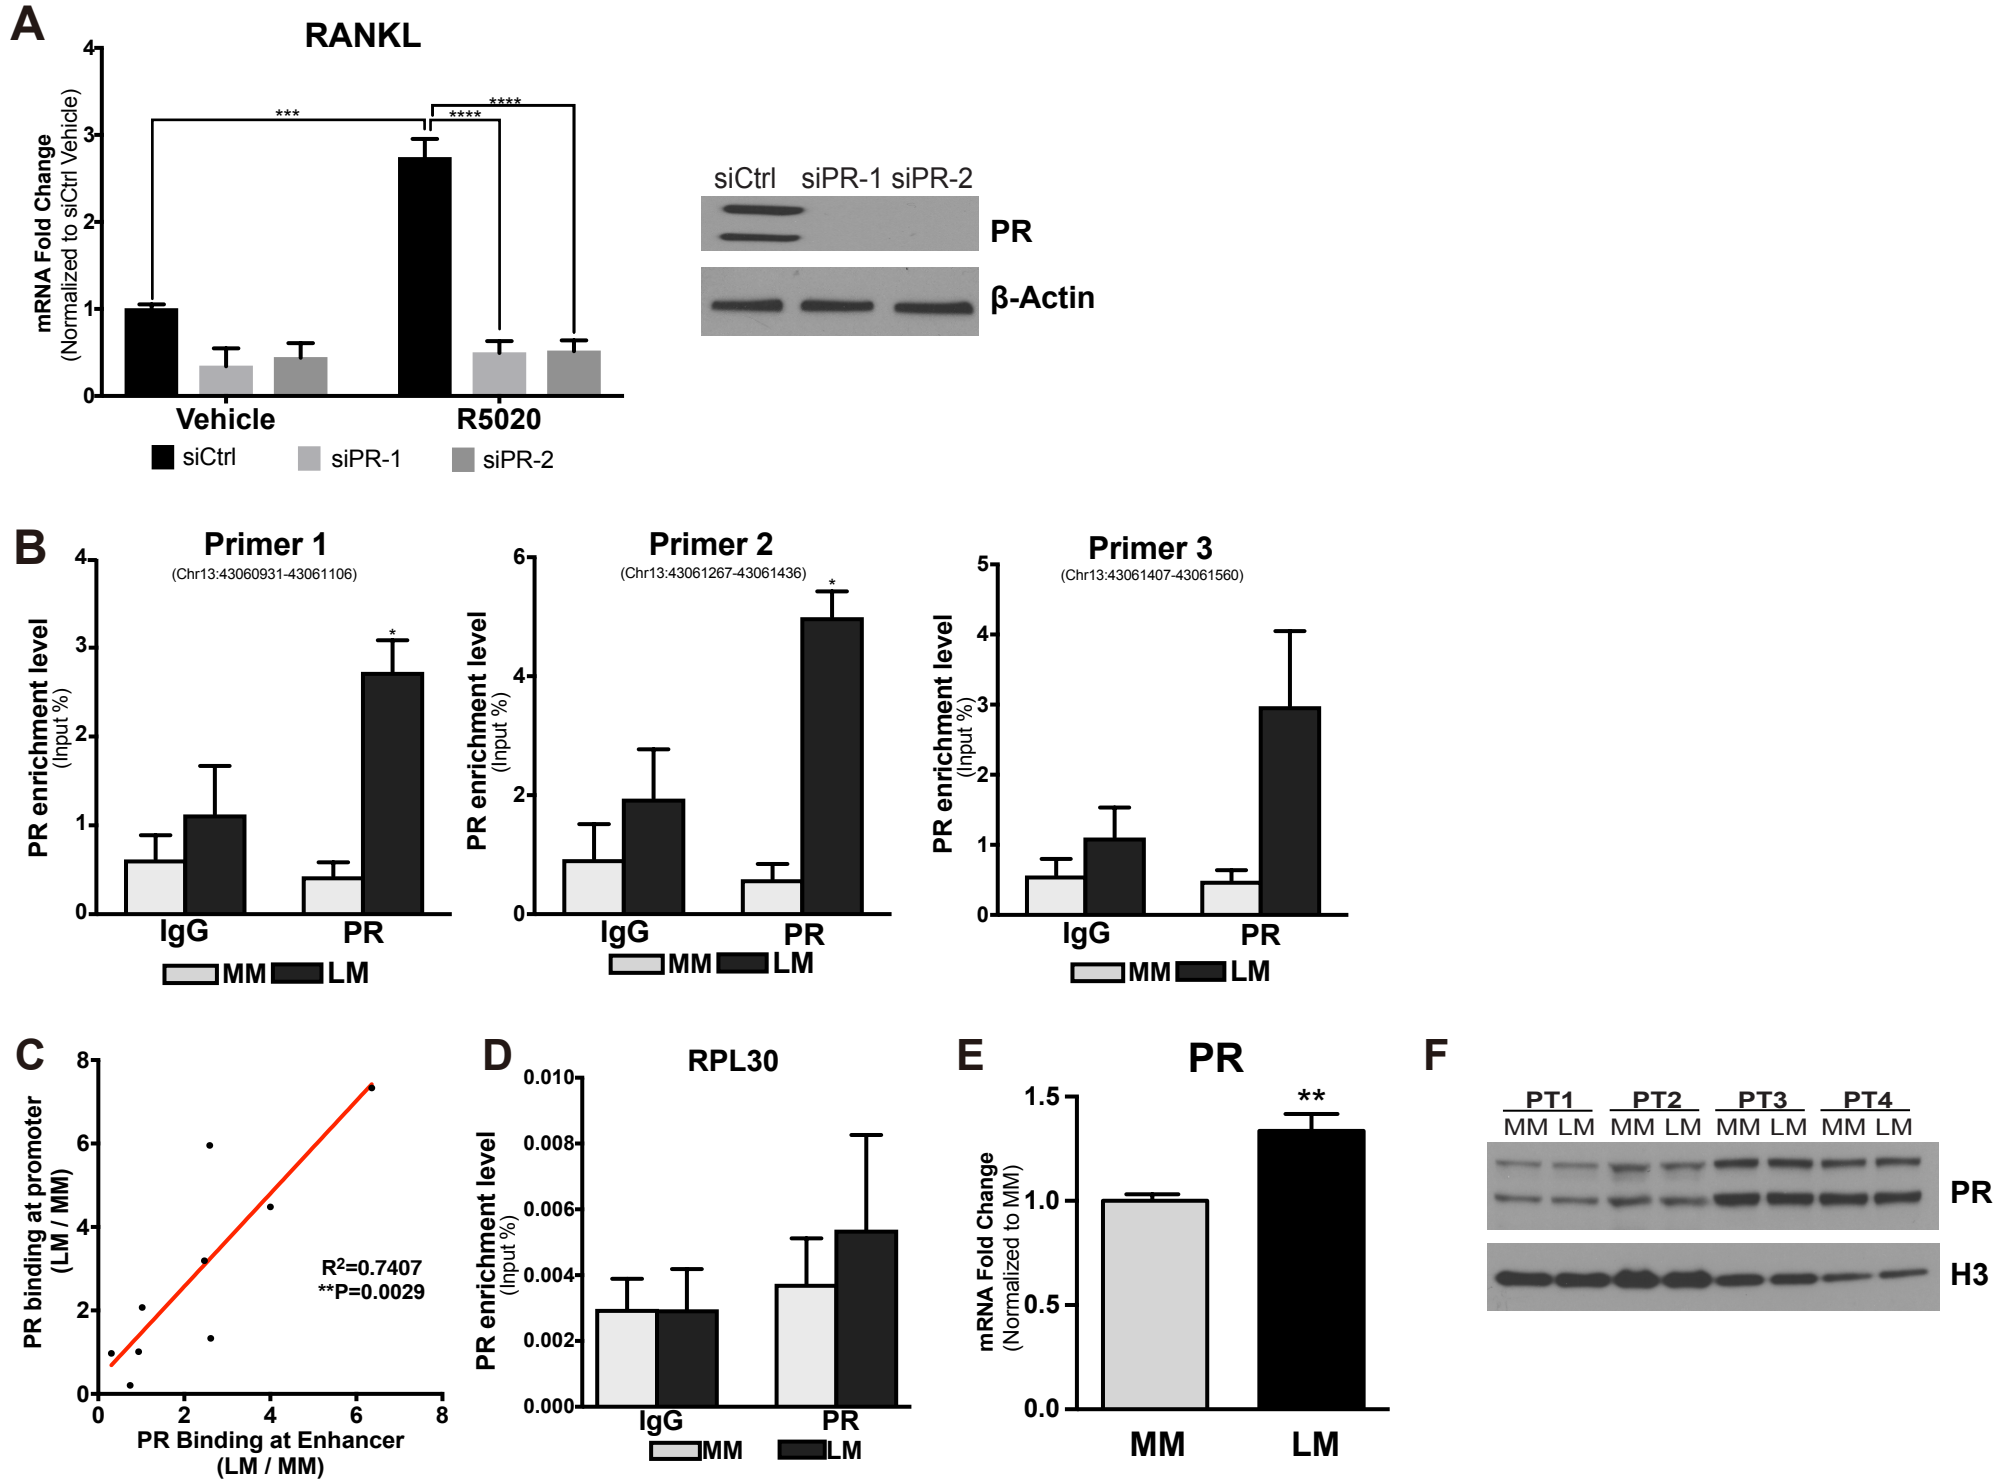 A
RANKL
mRNA Fold Change
(Normalized to siCtrl Vehicle)
4
3
2
1
0
***
****
****
Vehicle
R5020
siCtrl
siPR-1
siPR-2
siCtrl siPR-1 siPR-2
PR
β-Actin
B
Primer 1
(Chr13:43060931-43061106)
PR enrichment level
(Input %)
4
3
2
1
0
*
IgG
PR
MM
LM
Primer 2
(Chr13:43061267-43061436)
PR enrichment level
(Input %)
6
4
2
0
*
IgG
PR
MM
LM
Primer 3
(Chr13:43061407-43061560)
PR enrichment level
(Input %)
5
4
3
2
1
0
IgG
PR
MM
LM
C
PR binding at promoter
(LM / MM)
8
6
4
2
0
R²=0.7407
**P=0.0029
0 2 4 6 8
PR Binding at Enhancer
(LM / MM)
D
RPL30
PR enrichment level
(Input %)
0.010
0.008
0.006
0.004
0.002
0.000
IgG
PR
MM
LM
E
PR
mRNA Fold Change
(Normalized to MM)
1.5
1.0
0.5
0.0
**
MM
LM
F
PT1 PT2 PT3 PT4
MM LM MM LM MM LM MM LM
PR
H3